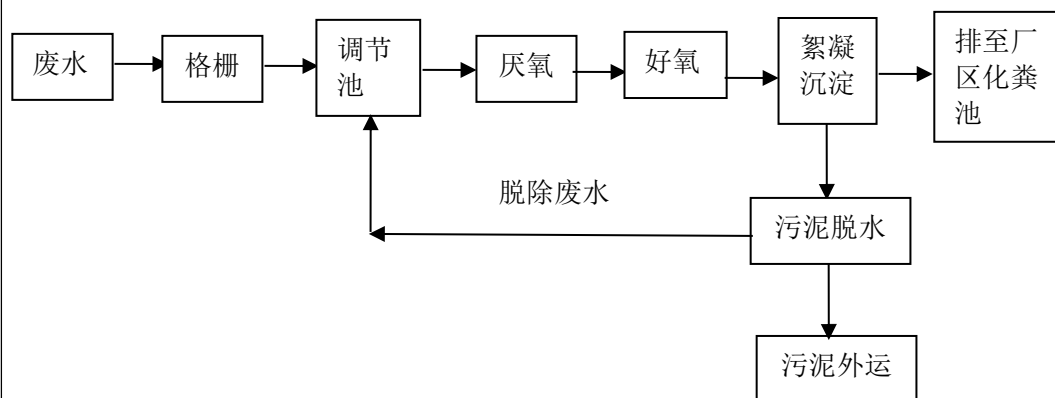 废水
格栅
调节
池
厌氧
好氧
絮凝
沉淀
排至厂
区化粪
池
脱除废水
污泥脱水
污泥外运